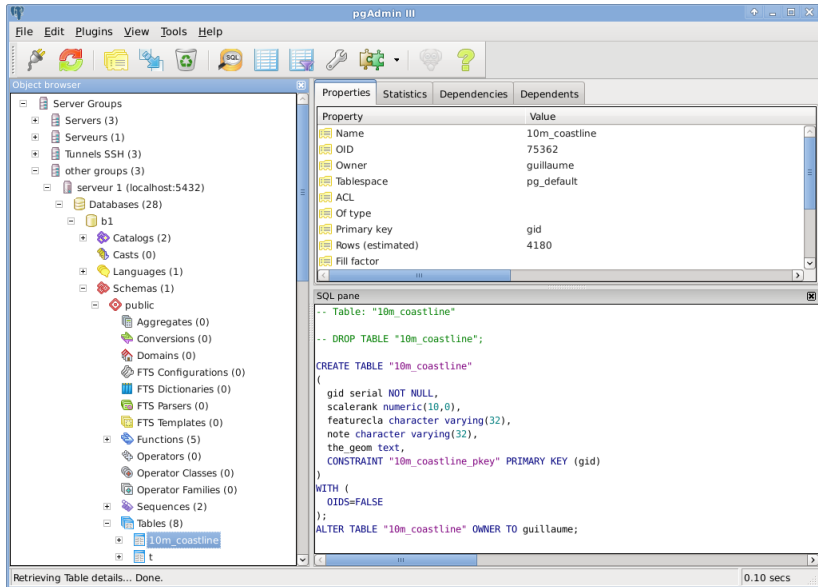 pgAdmin III
File Edit Plugins View Tools Help
SQL
Object browser
Server Groups
Servers (3)
Serveurs (1)
Tunnels SSH (3)
other groups (3)
serveur 1 (localhost:5432)
Databases (28)
b1
Catalogs (2)
Casts (0)
Languages (1)
Schemas (1)
public
Aggregates (0)
Conversions (0)
Domains (0)
FTS Configurations (0)
FTS Dictionaries (0)
FTS Parsers (0)
FTS Templates (0)
Functions (5)
Operators (0)
Operator Classes (0)
Operator Families (0)
Sequences (2)
Tables (8)
10m_coastline
t
Properties Statistics Dependencies Dependents
Property Value
Name 10m_coastline
OID 75362
Owner guillaume
Tablespace pg_default
ACL
Of type
Primary key gid
Rows (estimated) 4180
Fill factor
SQL pane
-- Table: "10m_coastline"
-- DROP TABLE "10m_coastline";
CREATE TABLE "10m_coastline"
(
gid serial NOT NULL,
scalerank numeric(10,0),
featurecla character varying(32),
note character varying(32),
the_geom text,
CONSTRAINT "10m_coastline_pkey" PRIMARY KEY (gid)
)
WITH (
OIDS=FALSE
);
ALTER TABLE "10m_coastline" OWNER TO guillaume;
Retrieving Table details... Done. 0.10 secs